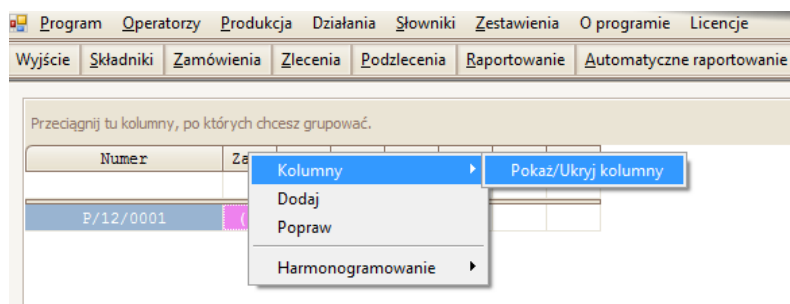 Program Operatorzy Produkcja Działania Słowniki Zestawienia O programie Licencje
Wyjście Składniki Zamówienia Zlecenia Podzlecenia Raportowanie Automatyczne raportowanie
Przeciągnij tu kolumny, po których chcesz grupować.
Numer Za
Kolumny Pokaż/Ukryj kolumny
Dodaj
P/12/0001 (
Popraw
Harmonogramowanie